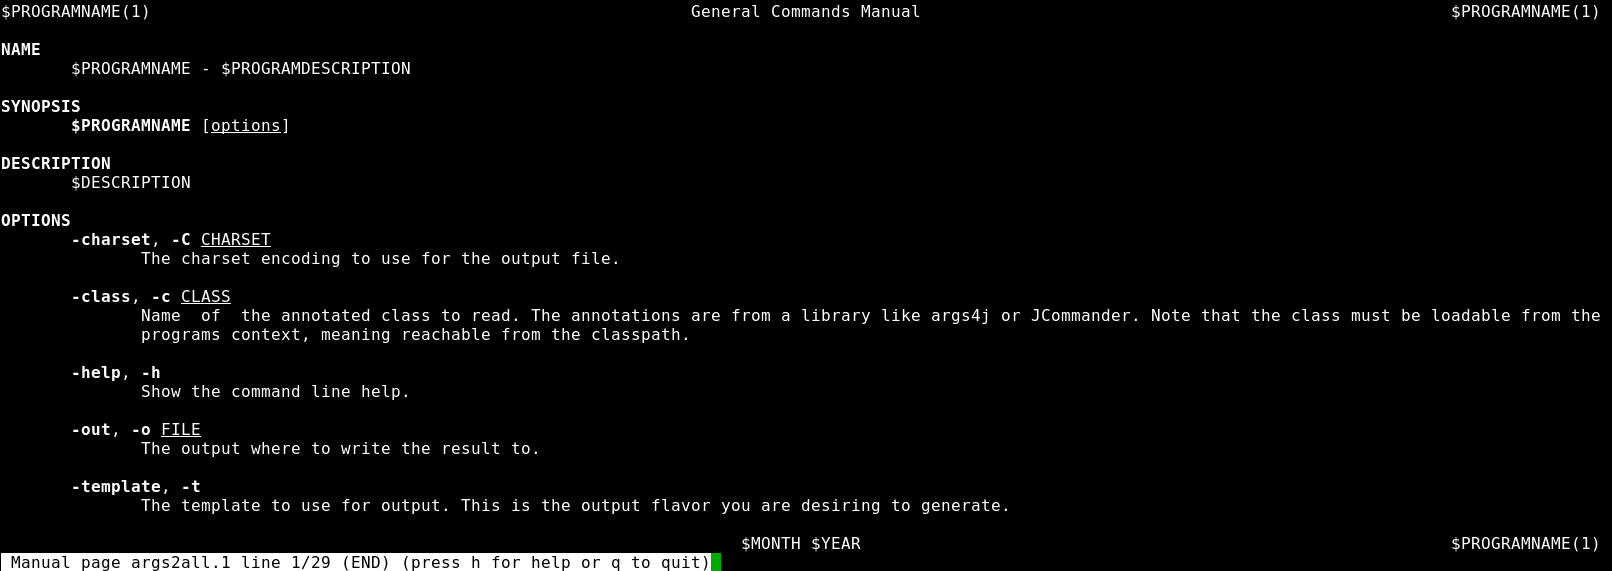 $PROGRAMNAME(1) General Commands Manual $PROGRAMNAME(1)
NAME
$PROGRAMNAME - $PROGRAMDESCRIPTION
SYNOPSIS
$PROGRAMNAME [options]
DESCRIPTION
$DESCRIPTION
OPTIONS
-charset, -C CHARSET
The charset encoding to use for the output file.
-class, -c CLASS
Name  of  the annotated class to read. The annotations are from a library like args4j or JCommander. Note that the class must be loadable from the
programs context, meaning reachable from the classpath.
-help, -h
Show the command line help.
-out, -o FILE
The output where to write the result to.
-template, -t
The template to use for output. This is the output flavor you are desiring to generate.
$MONTH $YEAR $PROGRAMNAME(1)
Manual page args2all.1 line 1/29 (END) (press h for help or q to quit)